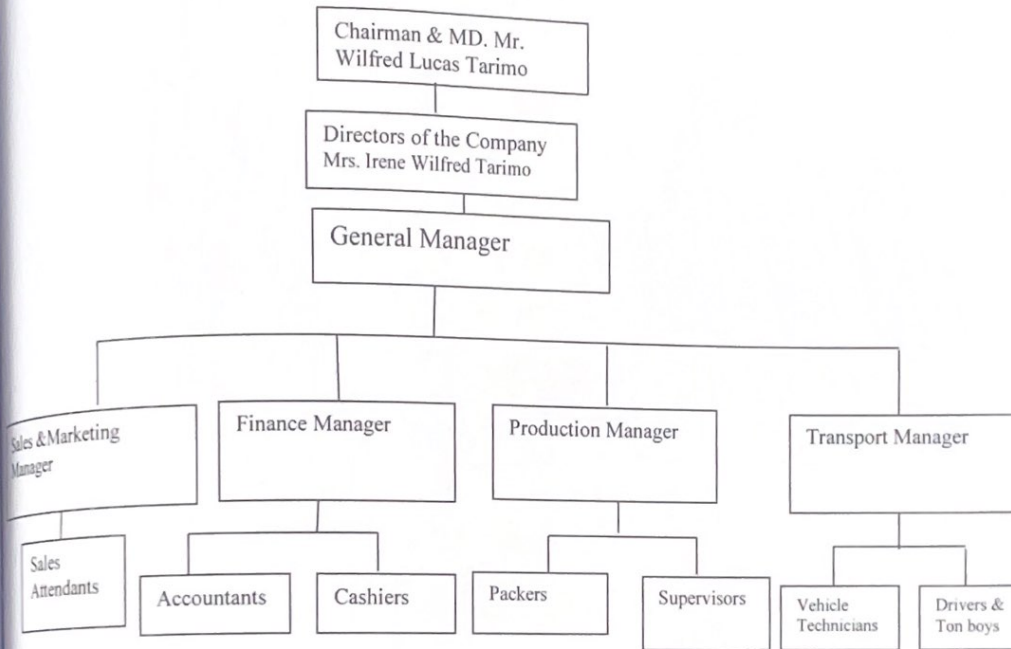 Chairman & MD. Mr.
Wilfred Lucas Tarimo
Directors of the Company
Mrs. Irene Wilfred Tarimo
General Manager
Sales &Marketing
Manager
Finance Manager
Production Manager
Transport Manager
Sales
Attendants
Accountants
Cashiers
Packers
Supervisors
Vehicle
Technicians
Drivers &
Ton boys